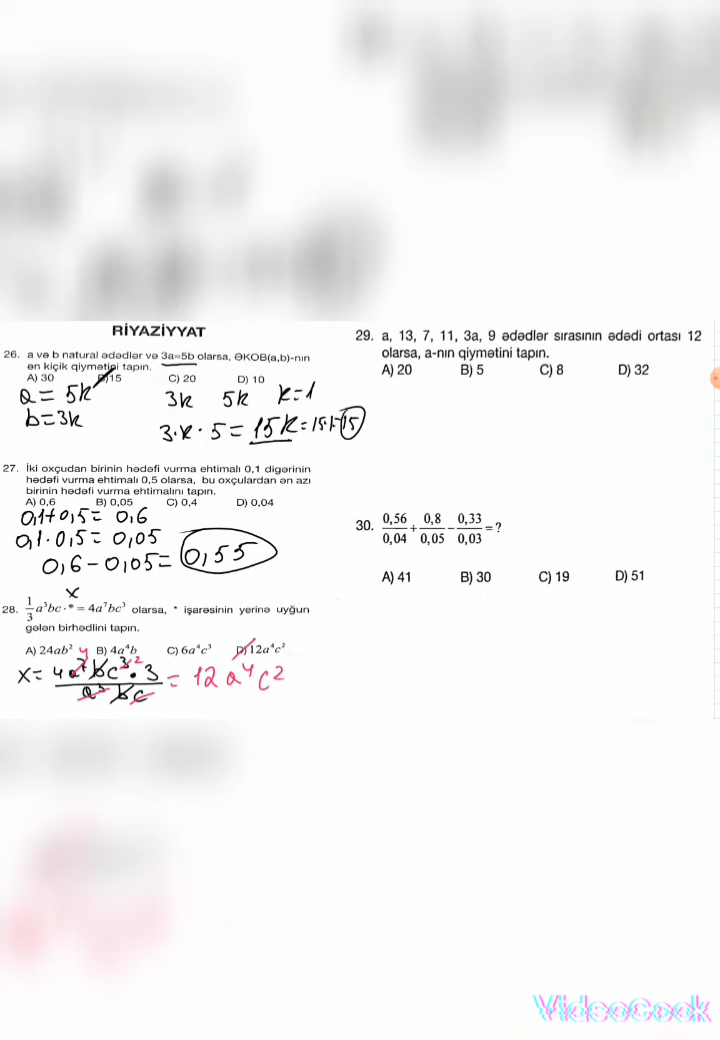 RİYAZİYYAT
26. a və b natural ədədlər və 3a=5b olarsa, ƏKOB(a,b)-nın
ən kiçik qiymətini tapın.
A) 30 B) 15 C) 20 D) 10
a = 5k 3k 5k k=1
b=3k
3·k·5 = 15k = 15·1=15
27. İki oxçudan birinin hədəfi vurma ehtimalı 0,1 digərinin
hədəfi vurma ehtimalı 0,5 olarsa, bu oxçulardan ən azı
birinin hədəfi vurma ehtimalını tapın.
A) 0,6 B) 0,05 C) 0,4 D) 0,04
0,1+0,5= 0,6
0,1·0,5= 0,05
0,6-0,05= 0,55
x
28. 1/3 a³bc·*=4a⁷bc³ olarsa, * işarəsinin yerinə uyğun
gələn birhədlini tapın.
A) 24ab² B) 4a⁴b C) 6a⁴c³ D) 12a⁴c²
4 2
x= 4a⁷bc³·3 / a³bc = 12a⁴c²
29. a, 13, 7, 11, 3a, 9 ədədlər sırasının ədədi ortası 12
olarsa, a-nın qiymətini tapın.
A) 20 B) 5 C) 8 D) 32
30. 0,56/0,04 + 0,8/0,05 - 0,33/0,03 = ?
A) 41 B) 30 C) 19 D) 51
VideoCook